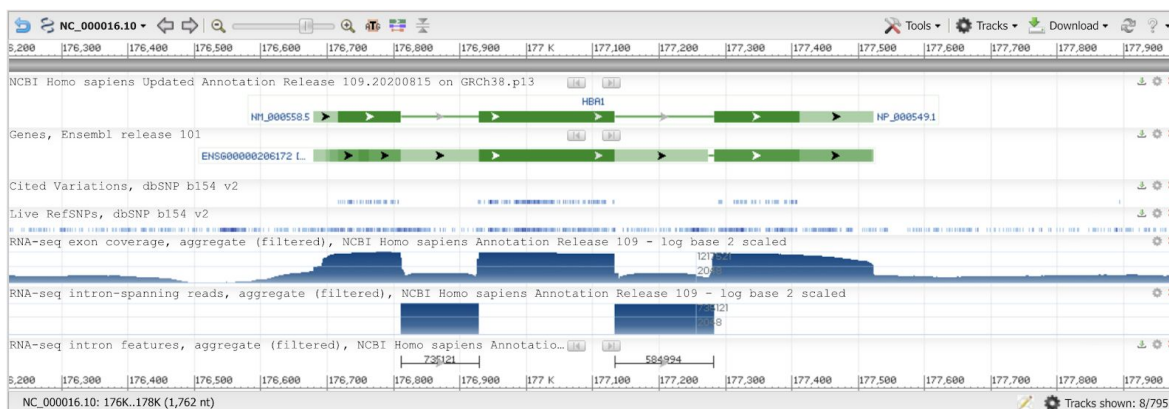 NC_000016.10
ATG
Tools
Tracks
Download
?
6,200 176,300 176,400 176,500 176,600 176,700 176,800 176,900 177 K 177,100 177,200 177,300 177,400 177,500 177,600 177,700 177,800 177,900
NCBI Homo sapiens Updated Annotation Release 109.20200815 on GRCh38.p13
HBA1
NM_000558.5 NP_000549.1
Genes, Ensembl release 101
ENSG00000206172 [...
Cited Variations, dbSNP b154 v2
Live RefSNPs, dbSNP b154 v2
RNA-seq exon coverage, aggregate (filtered), NCBI Homo sapiens Annotation Release 109 - log base 2 scaled
2048
RNA-seq intron-spanning reads, aggregate (filtered), NCBI Homo sapiens Annotation Release 109 - log base 2 scaled
735121
2048
RNA-seq intron features, aggregate (filtered), NCBI Homo sapiens Annotatio...
735121 584994
6,200 176,300 176,400 176,500 176,600 176,700 176,800 176,900 177 K 177,100 177,200 177,300 177,400 177,500 177,600 177,700 177,800 177,900
NC_000016.10: 176K..178K (1,762 nt) Tracks shown: 8/795